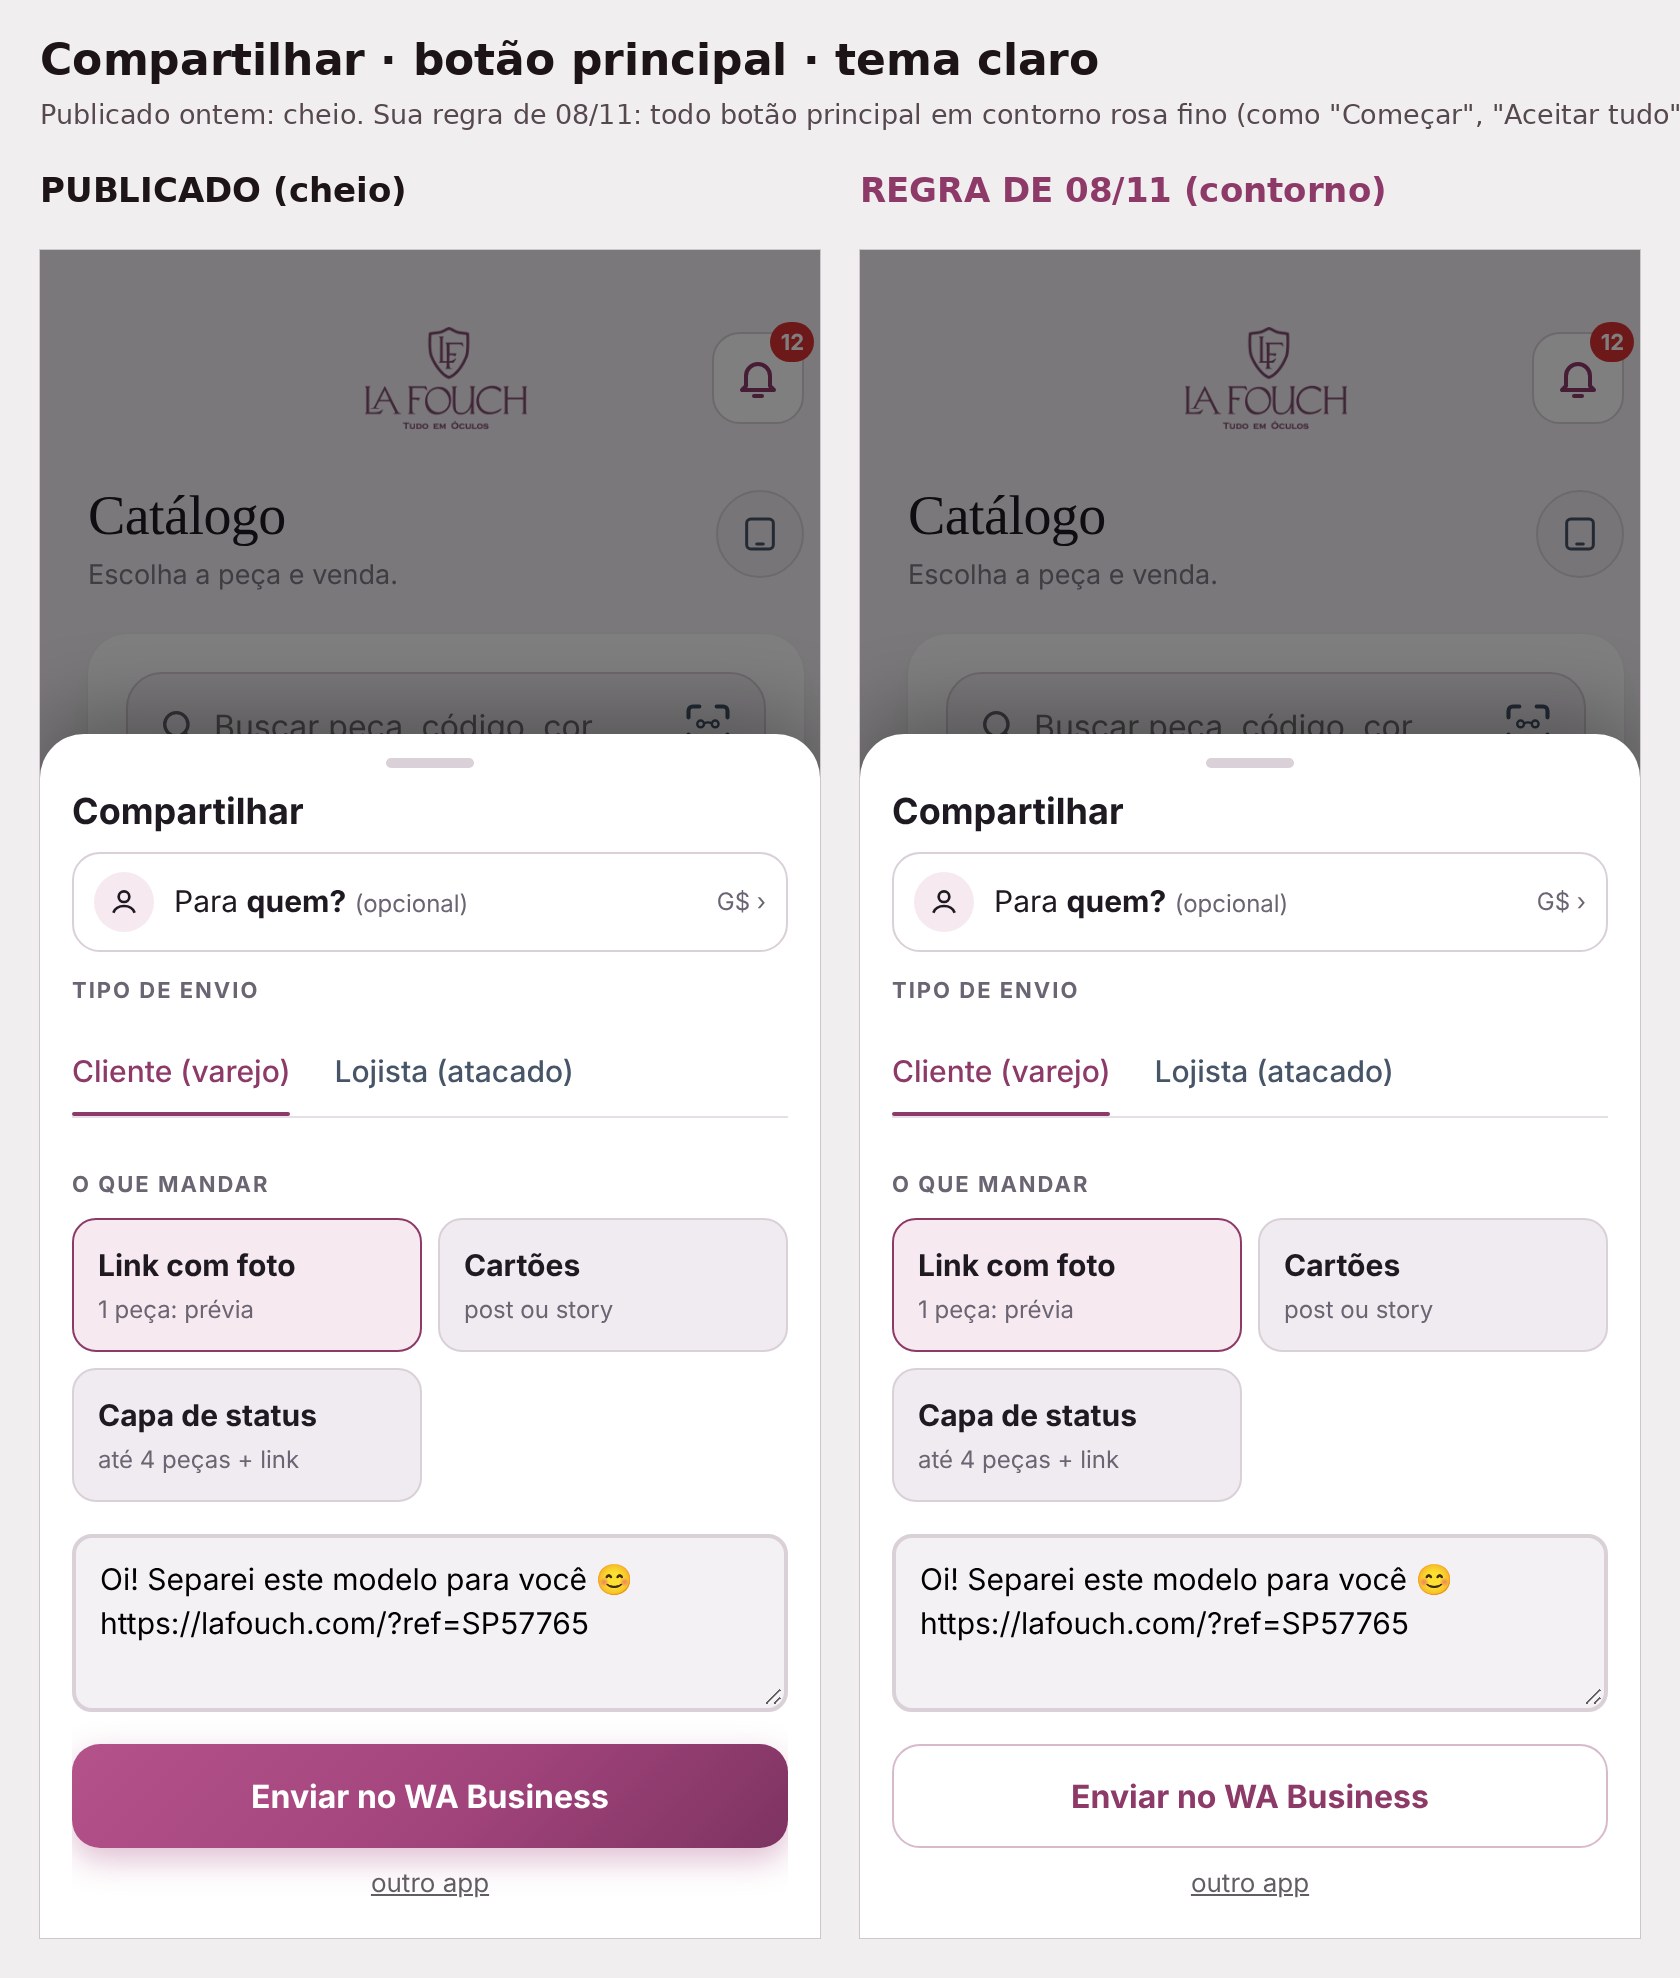 Compartilhar · botão principal · tema claro
Publicado ontem: cheio. Sua regra de 08/11: todo botão principal em contorno rosa fino (como "Começar", "Aceitar tudo"
PUBLICADO (cheio)
REGRA DE 08/11 (contorno)
12
LF
LA FOUCH
TUDO EM ÓCULOS
Catálogo
Escolha a peça e venda.
Buscar peça, código, cor
Compartilhar
Para quem? (opcional)
G$ ›
TIPO DE ENVIO
Cliente (varejo)
Lojista (atacado)
O QUE MANDAR
Link com foto
1 peça: prévia
Cartões
post ou story
Capa de status
até 4 peças + link
Oi! Separei este modelo para você 😊
https://lafouch.com/?ref=SP57765
Enviar no WA Business
outro app
12
LF
LA FOUCH
TUDO EM ÓCULOS
Catálogo
Escolha a peça e venda.
Buscar peça, código, cor
Compartilhar
Para quem? (opcional)
G$ ›
TIPO DE ENVIO
Cliente (varejo)
Lojista (atacado)
O QUE MANDAR
Link com foto
1 peça: prévia
Cartões
post ou story
Capa de status
até 4 peças + link
Oi! Separei este modelo para você 😊
https://lafouch.com/?ref=SP57765
Enviar no WA Business
outro app